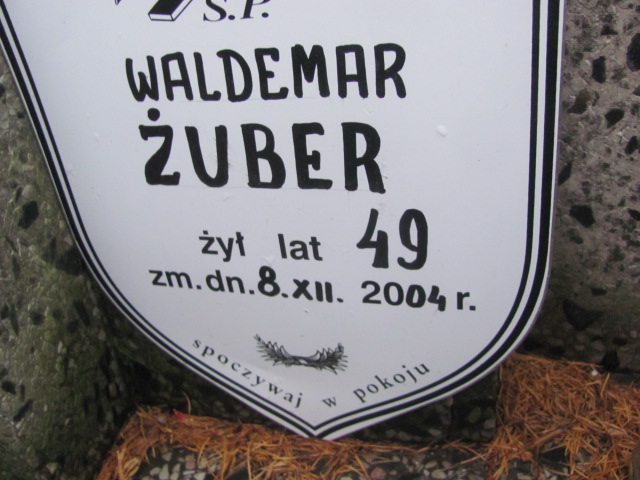 S.P.
WALDEMAR
ŻUBER
żył lat 49
zm.dn.8.XII. 2004 r.
spoczywaj w pokoju